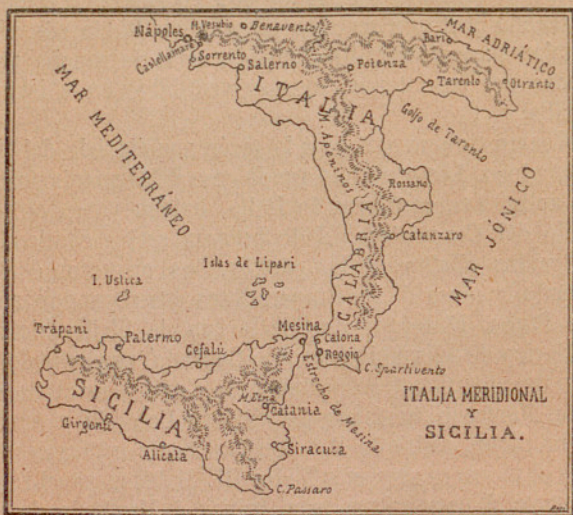 Nápoles
M. Vesubio
Benavento
Castellamare
Sorrento
Salerno
Potenza
Bari
MAR ADRIÁTICO
Tarento
Otranto
ITALIA
Golfo de Tarento
M. Apeninos
MAR MEDITERRÁNEO
Rossano
Catanzaro
CALABRIA
MAR JÓNICO
I. Ustica
Islas de Lipari
Trápani
Palermo
Cefalú
Mesina
Catona
Reggio
C. Spartivento
Estrecho de Mesina
SICILIA
M. Etna
Catania
Girgenti
Alicata
Siracuca
C. Passaro
ITALIA MERIDIONAL
Y
SICILIA.